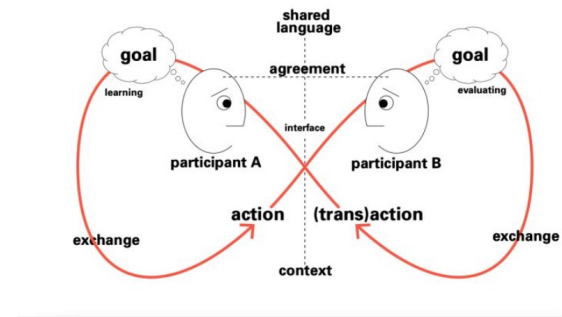 shared
language
goal
goal
agreement
learning
evaluating
interface
participant A
participant B
action
(trans)action
exchange
exchange
context